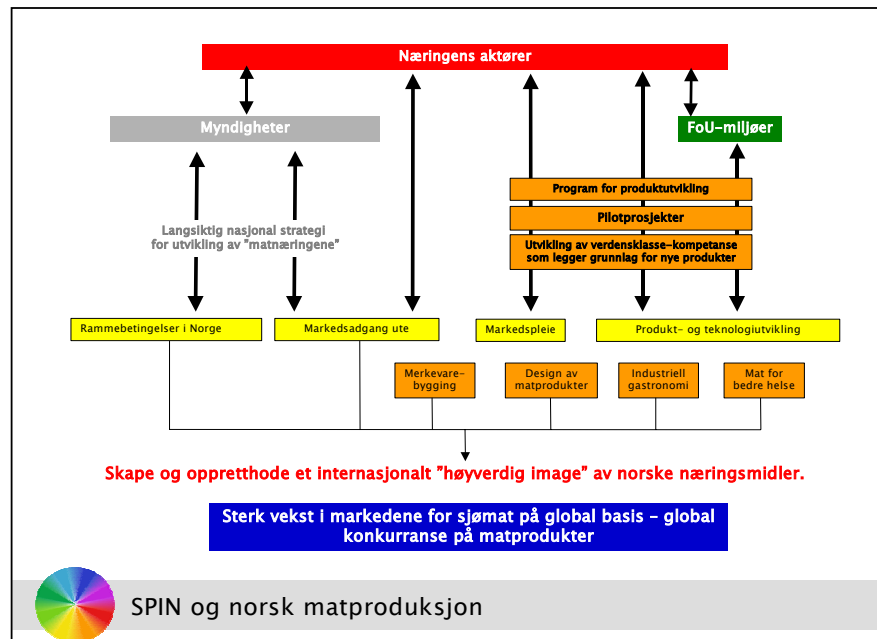 Næringens aktører
Myndigheter
FoU-miljøer
Program for produktutvikling
Pilotprosjekter
Langsiktig nasjonal strategi
for utvikling av ”matnæringene”
Utvikling av verdensklasse-kompetanse
som legger grunnlag for nye produkter
Rammebetingelser i Norge
Markedsadgang ute
Markedspleie
Produkt- og teknologiutvikling
Merkevare-
bygging
Design av
matprodukter
Industriell
gastronomi
Mat for
bedre helse
Skape og oppretthode et internasjonalt ”høyverdig image” av norske næringsmidler.
Sterk vekst i markedene for sjømat på global basis – global
konkurranse på matprodukter
SPIN og norsk matproduksjon